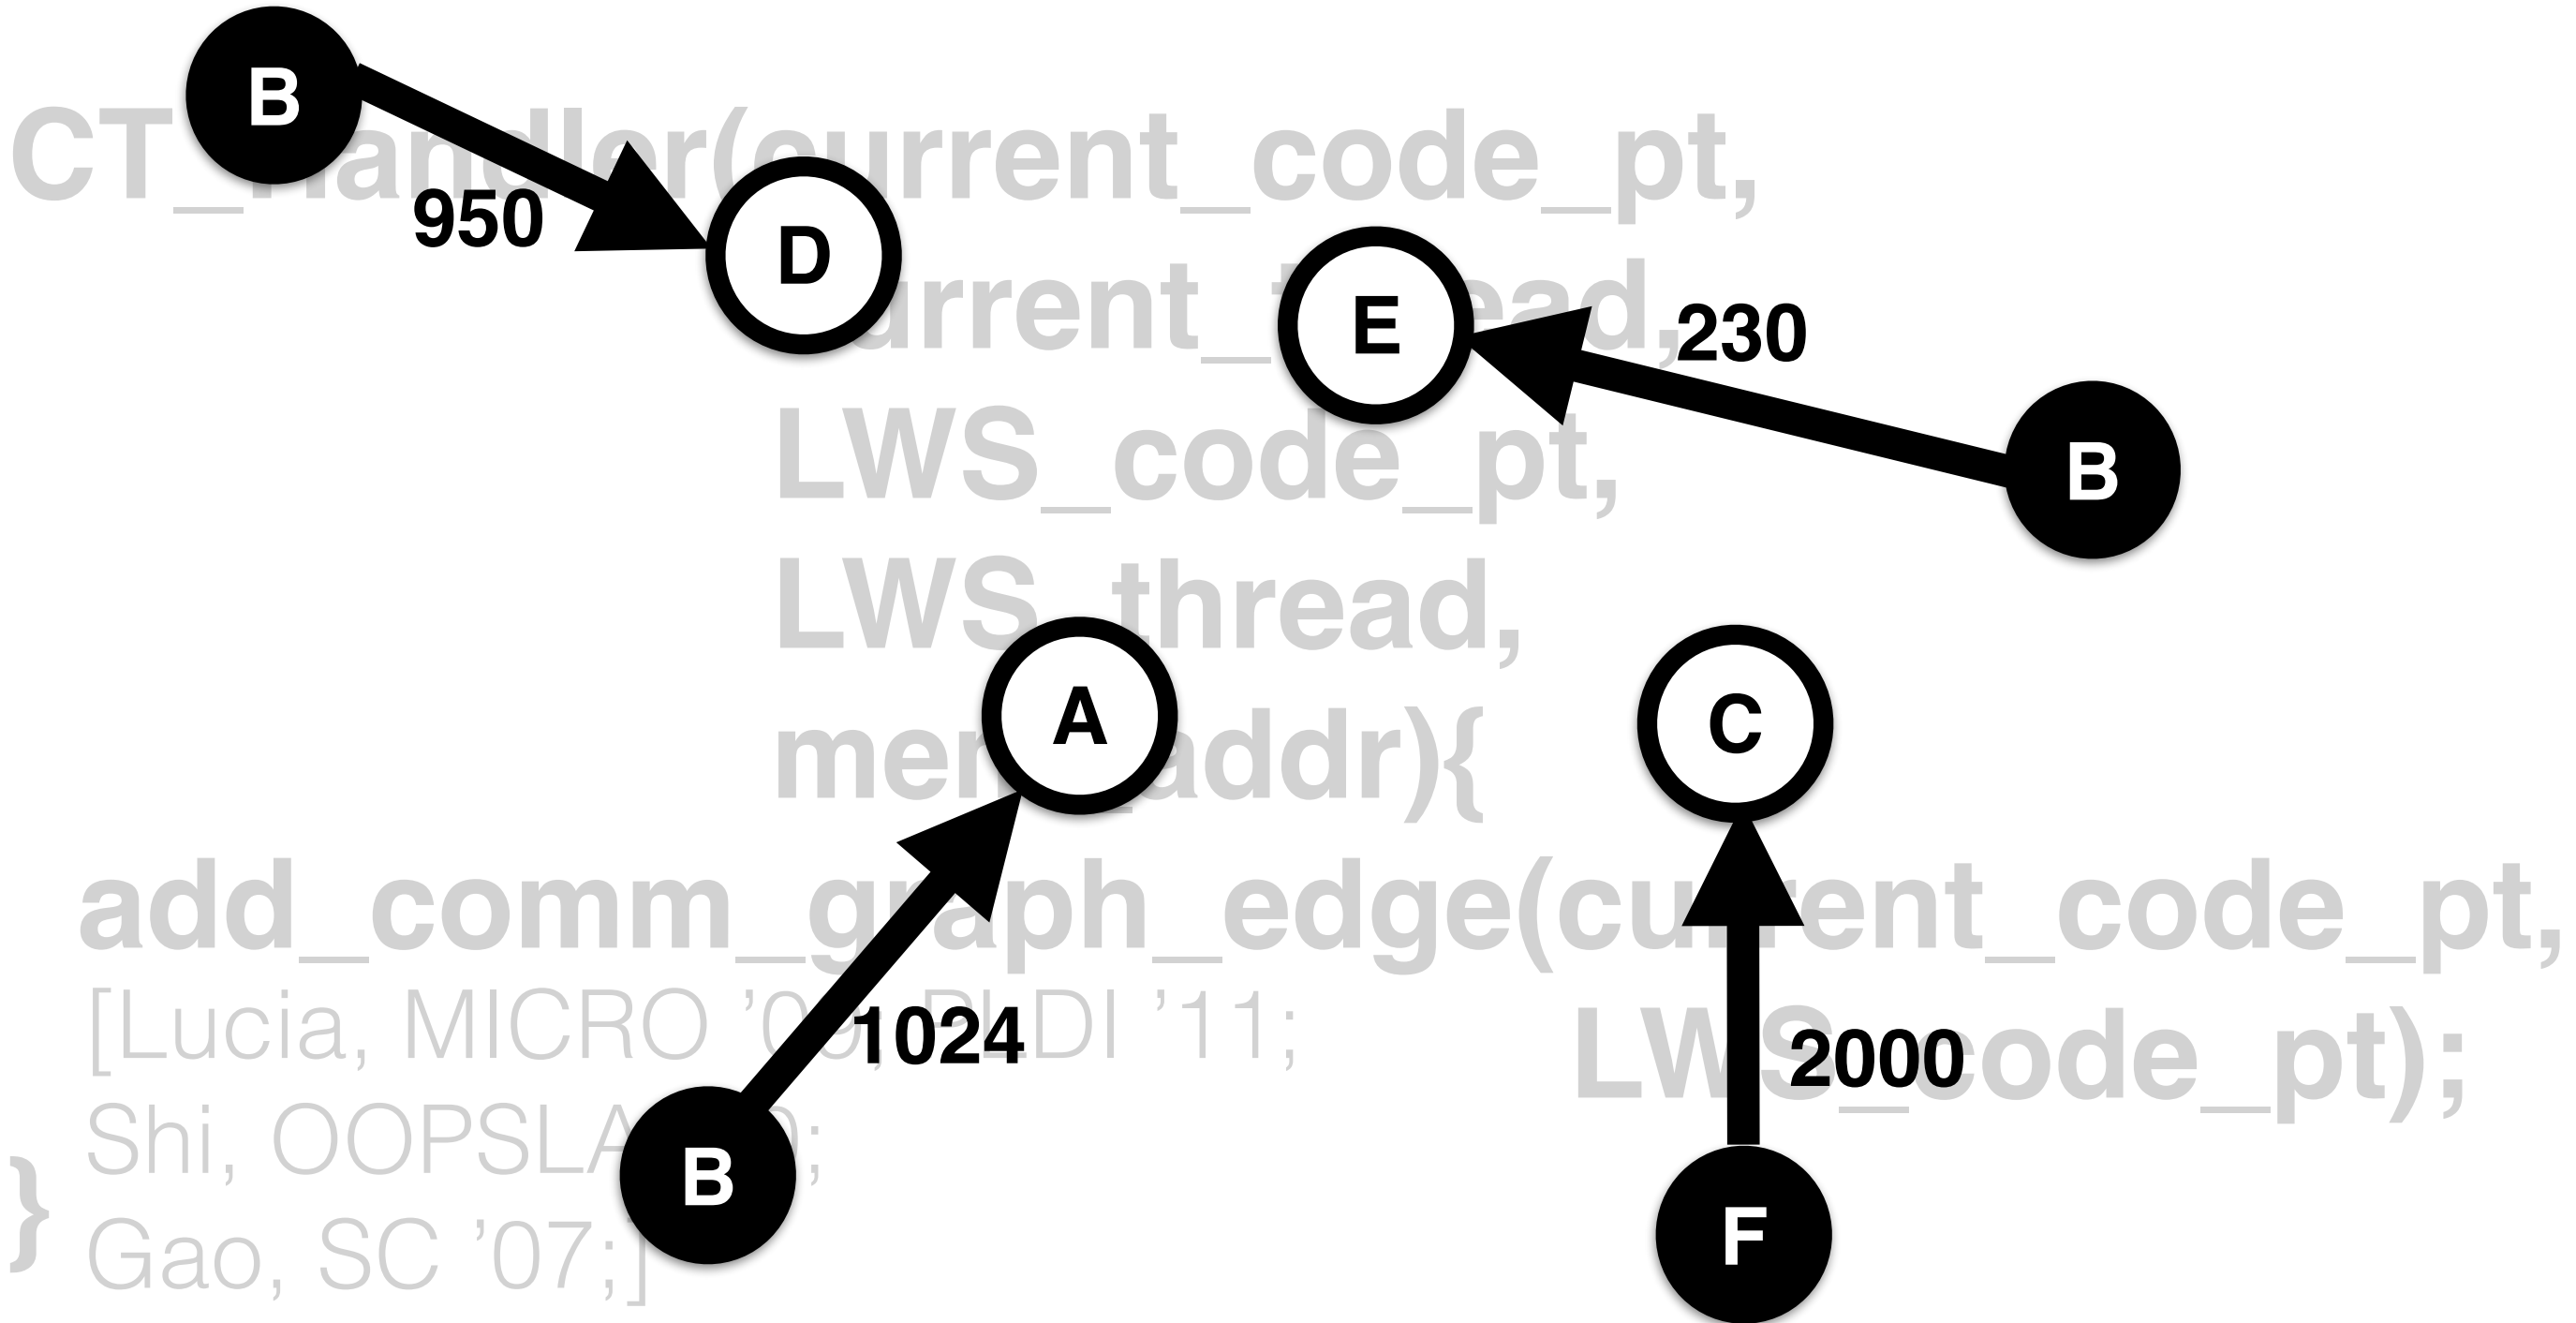 B
CT_Handler(current_code_pt,
950
D
current_thread,
E
230
LWS_code_pt,
B
LWS_thread,
A
C
mem_addr){
add_comm_graph_edge(current_code_pt,
[Lucia, MICRO ’09; PLDI ’11;
1024
LWS_code_pt);
2000
Shi, OOPSLA
B
F
}
Gao, SC ’07;]